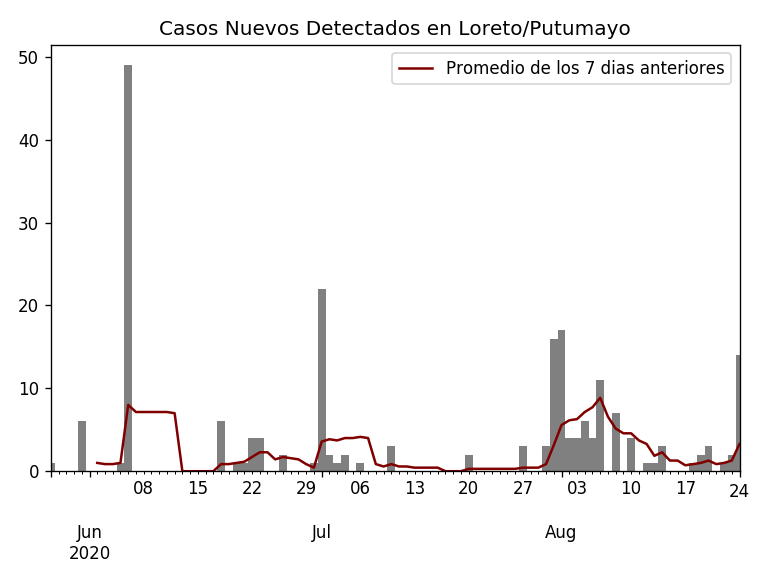 Casos Nuevos Detectados en Loreto/Putumayo
Promedio de los 7 dias anteriores
50
40
30
20
10
0
08 15 22 29 06 13 20 27 03 10 17 24
Jun Jul Aug
2020